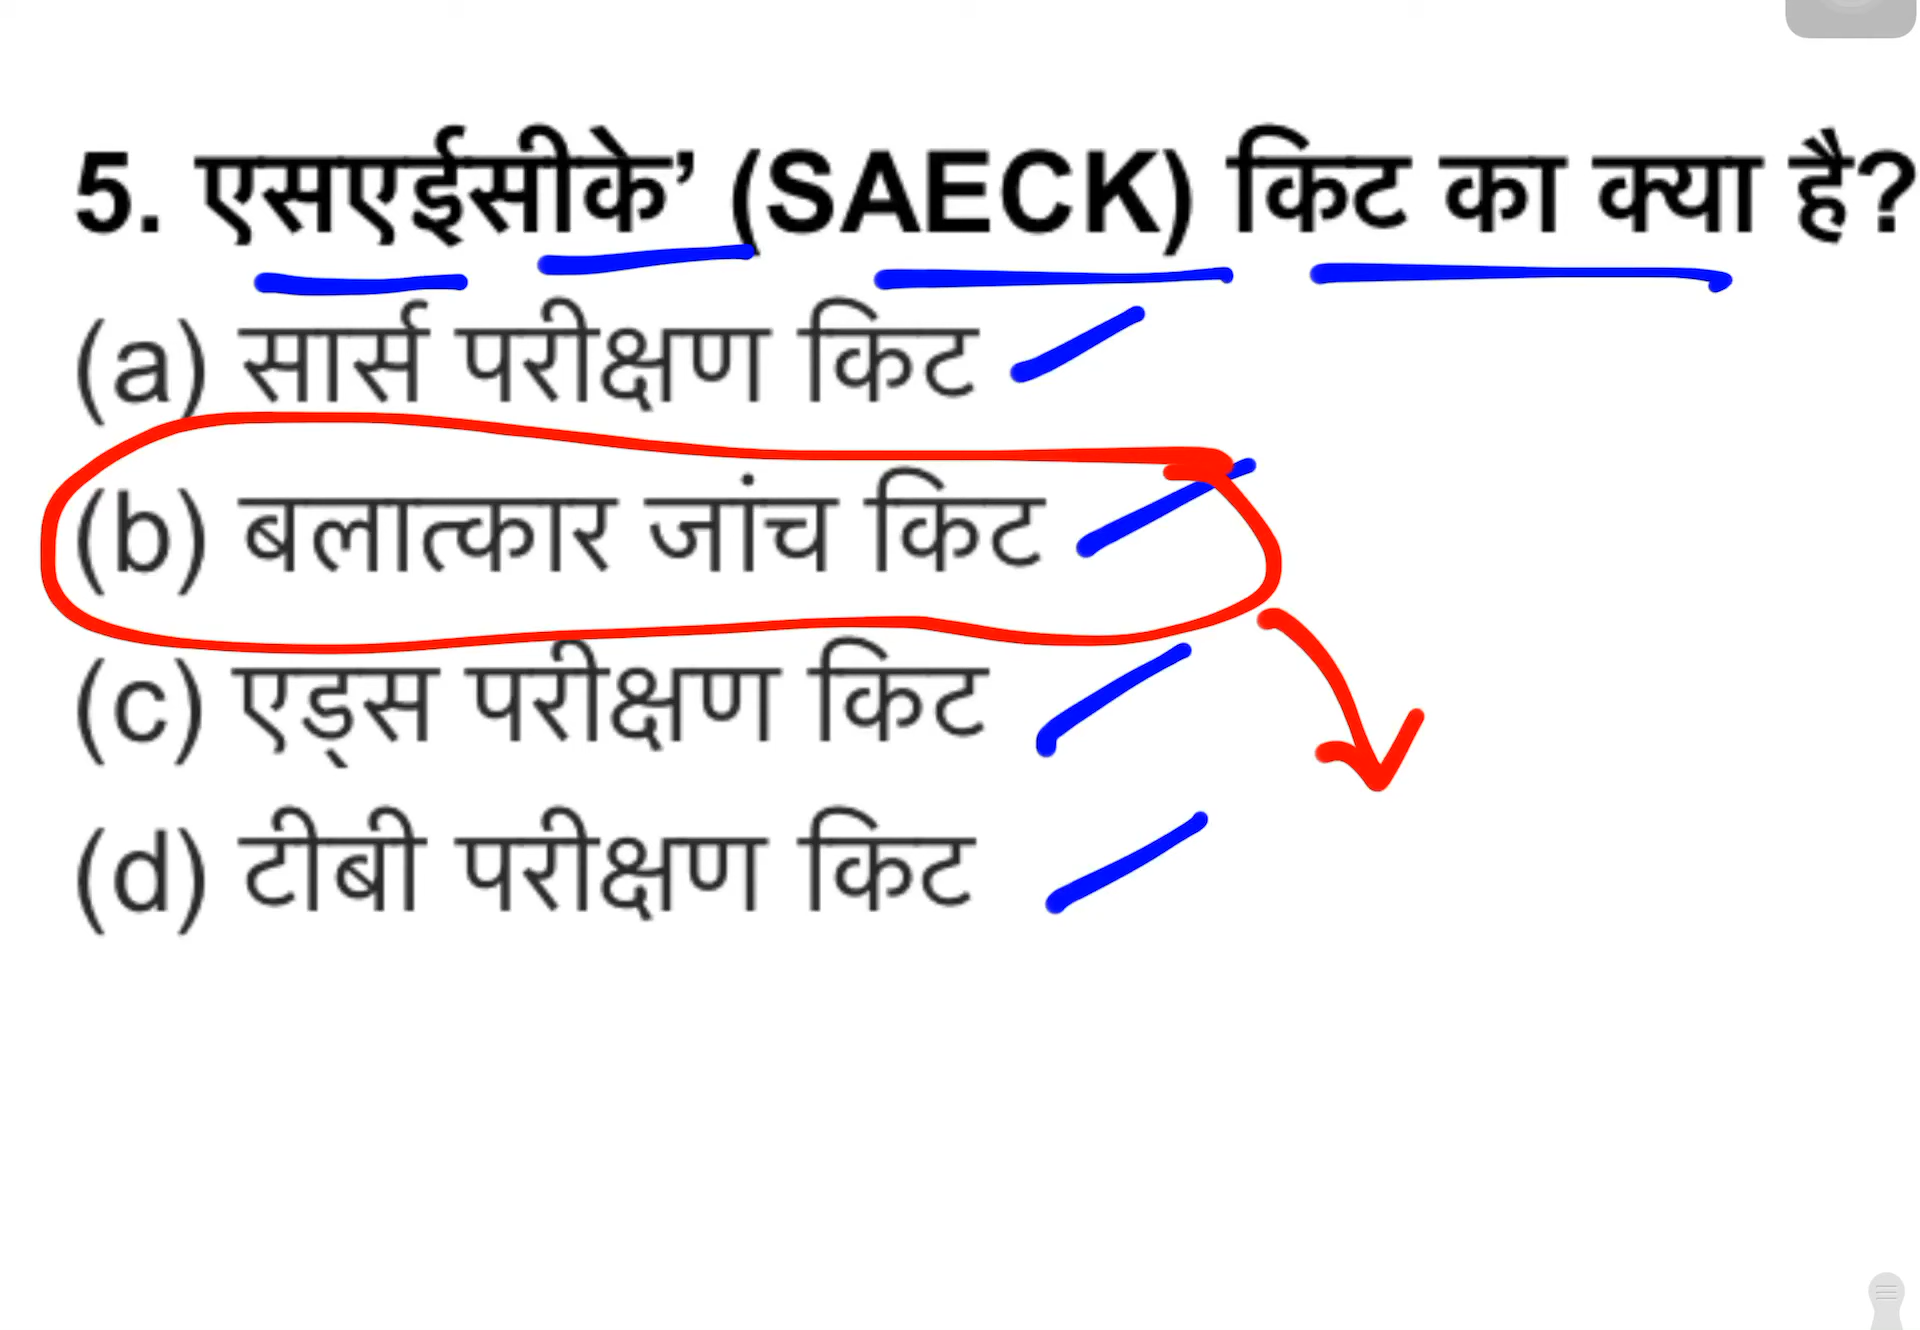 5. एसएईसीके’ (SAECK) किट का क्या है?
(a) सार्स परीक्षण किट
(b) बलात्कार जांच किट
(c) एड्स परीक्षण किट
(d) टीबी परीक्षण किट